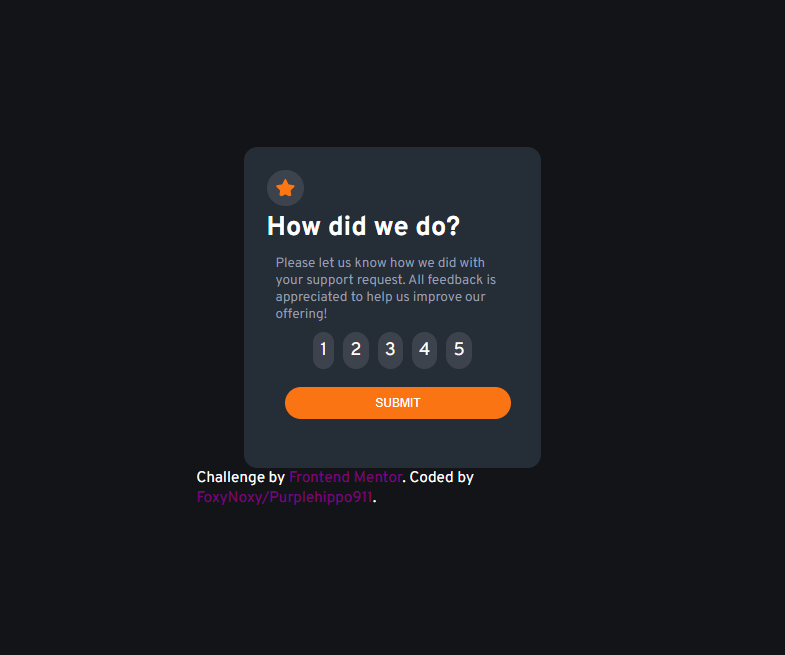 How did we do?
Please let us know how we did with
your support request. All feedback is
appreciated to help us improve our
offering!
1 2 3 4 5
SUBMIT
Challenge by Frontend Mentor. Coded by
FoxyNoxy/Purplehippo911.